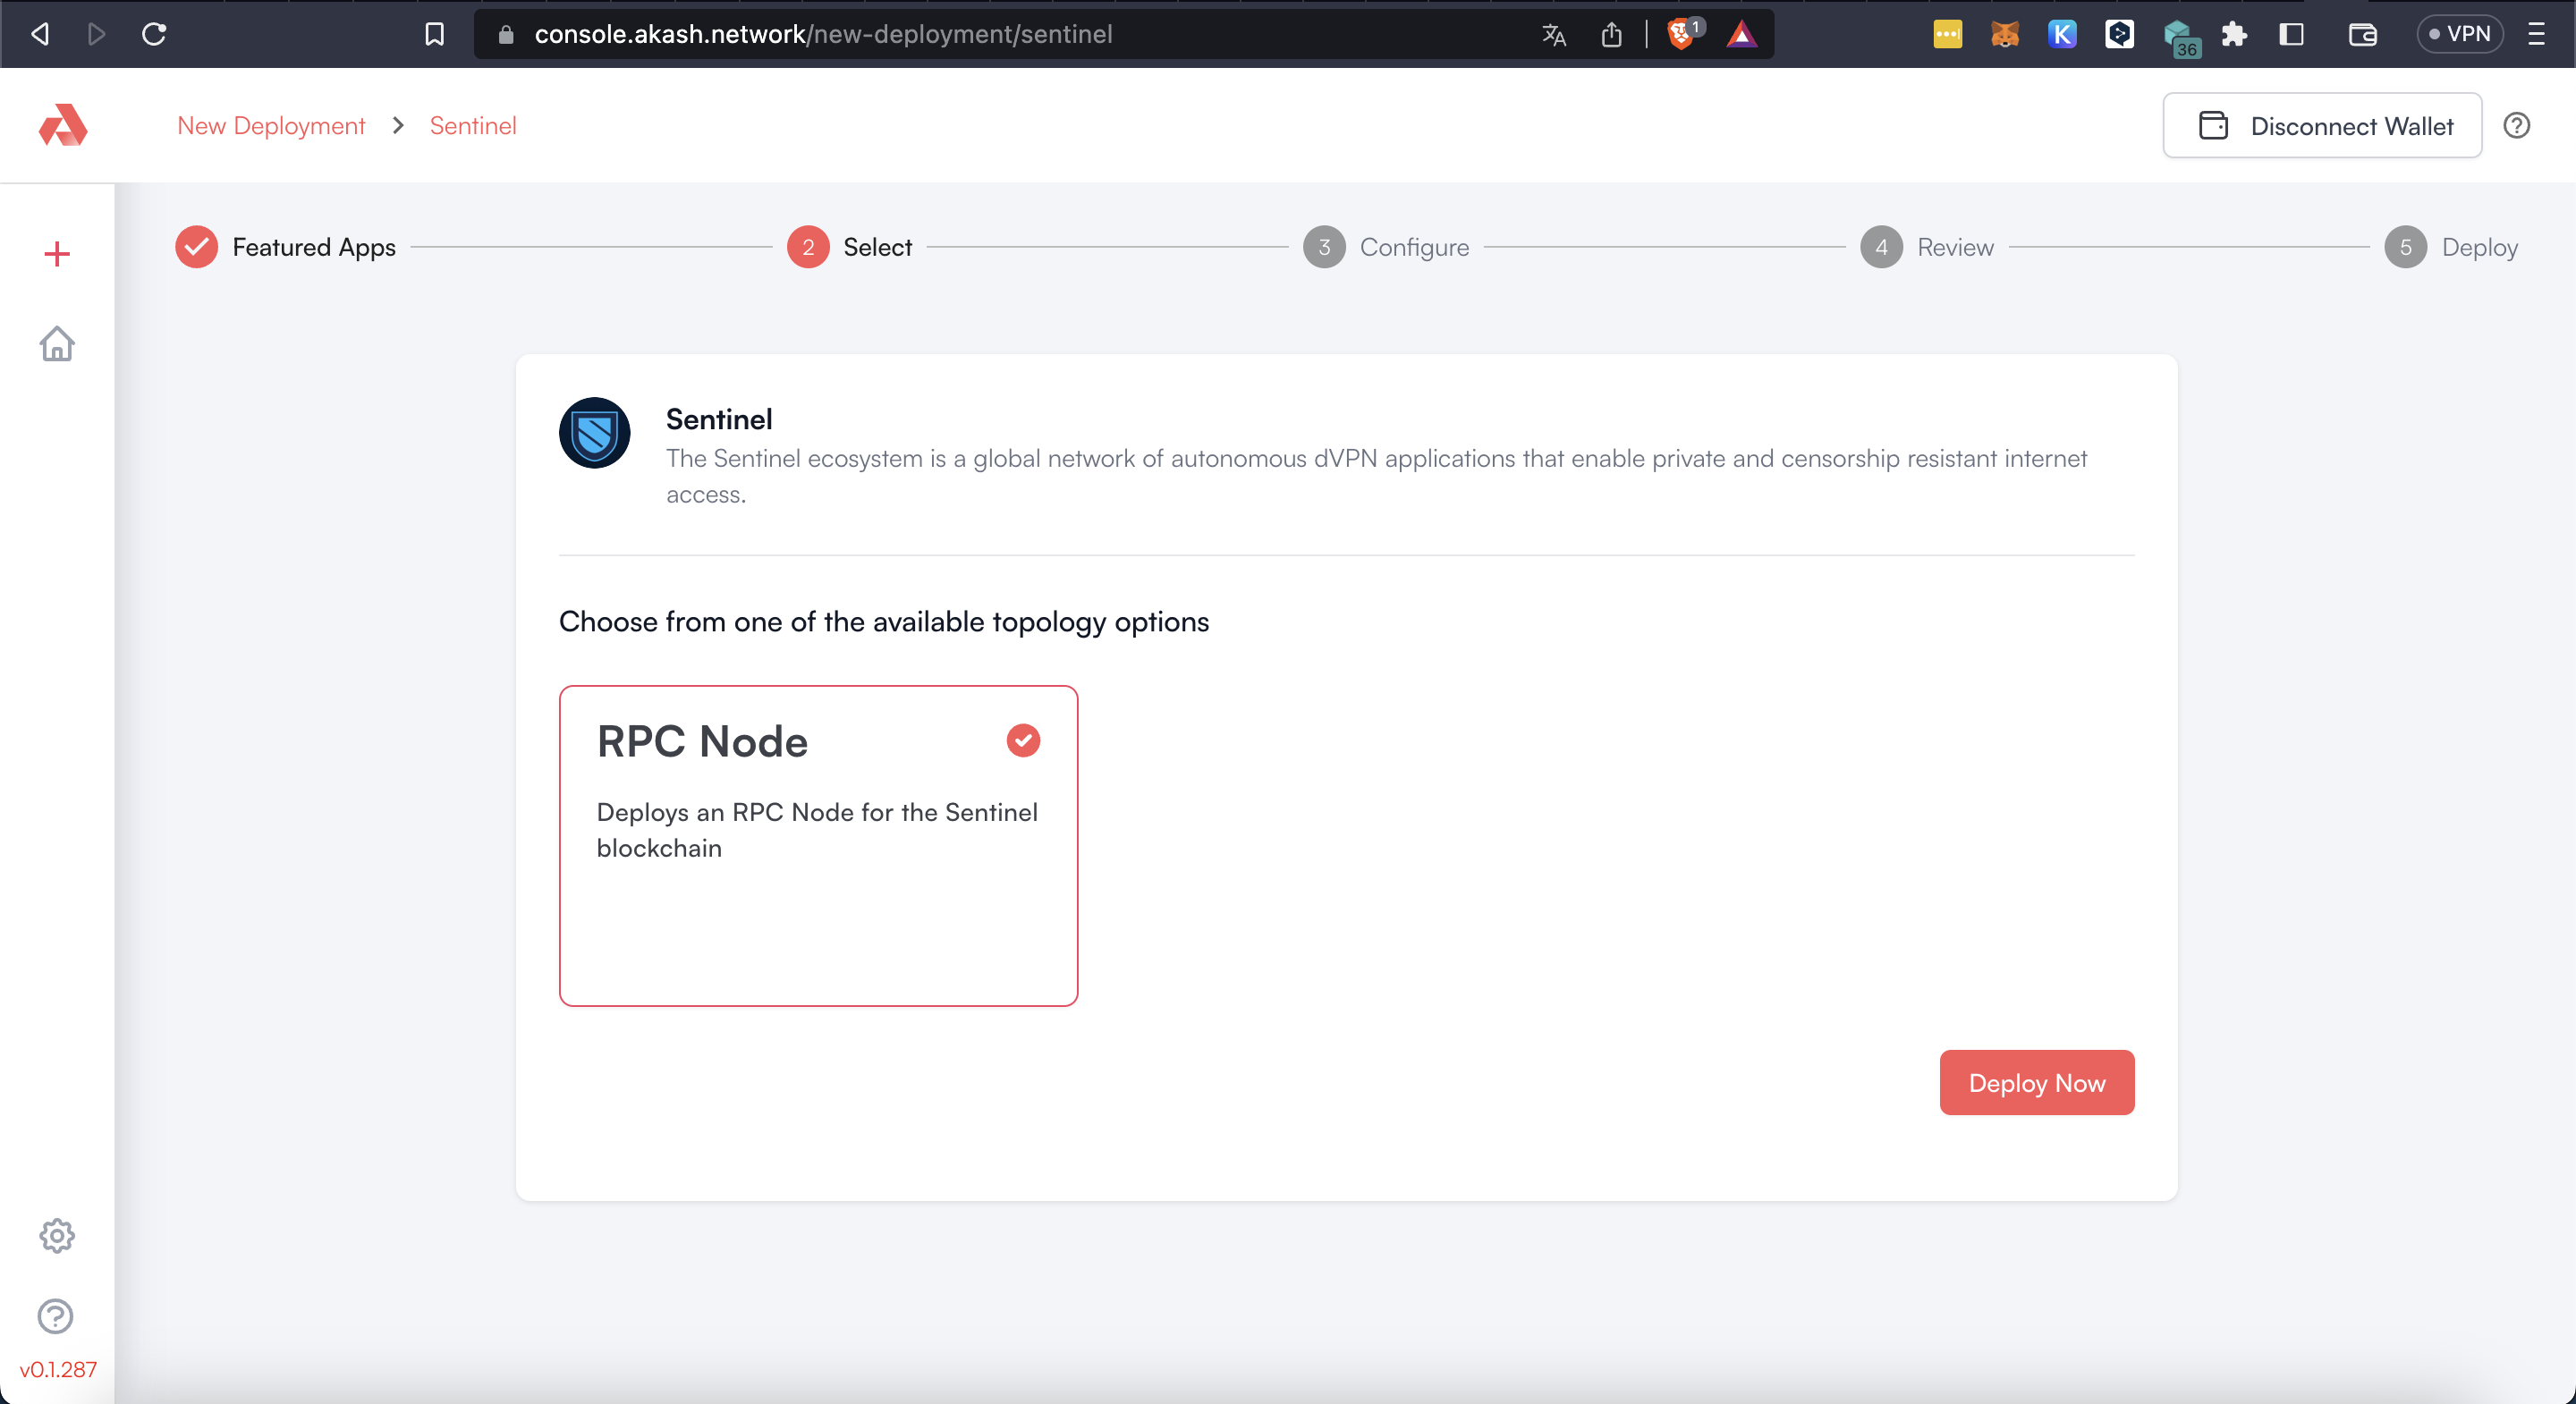 console.akash.network/new-deployment/sentinel
1
K
36
VPN
New Deployment > Sentinel
Disconnect Wallet
Featured Apps
2 Select
3 Configure
4 Review
5 Deploy
Sentinel
The Sentinel ecosystem is a global network of autonomous dVPN applications that enable private and censorship resistant internet
access.
Choose from one of the available topology options
RPC Node
Deploys an RPC Node for the Sentinel
blockchain
Deploy Now
v0.1.287